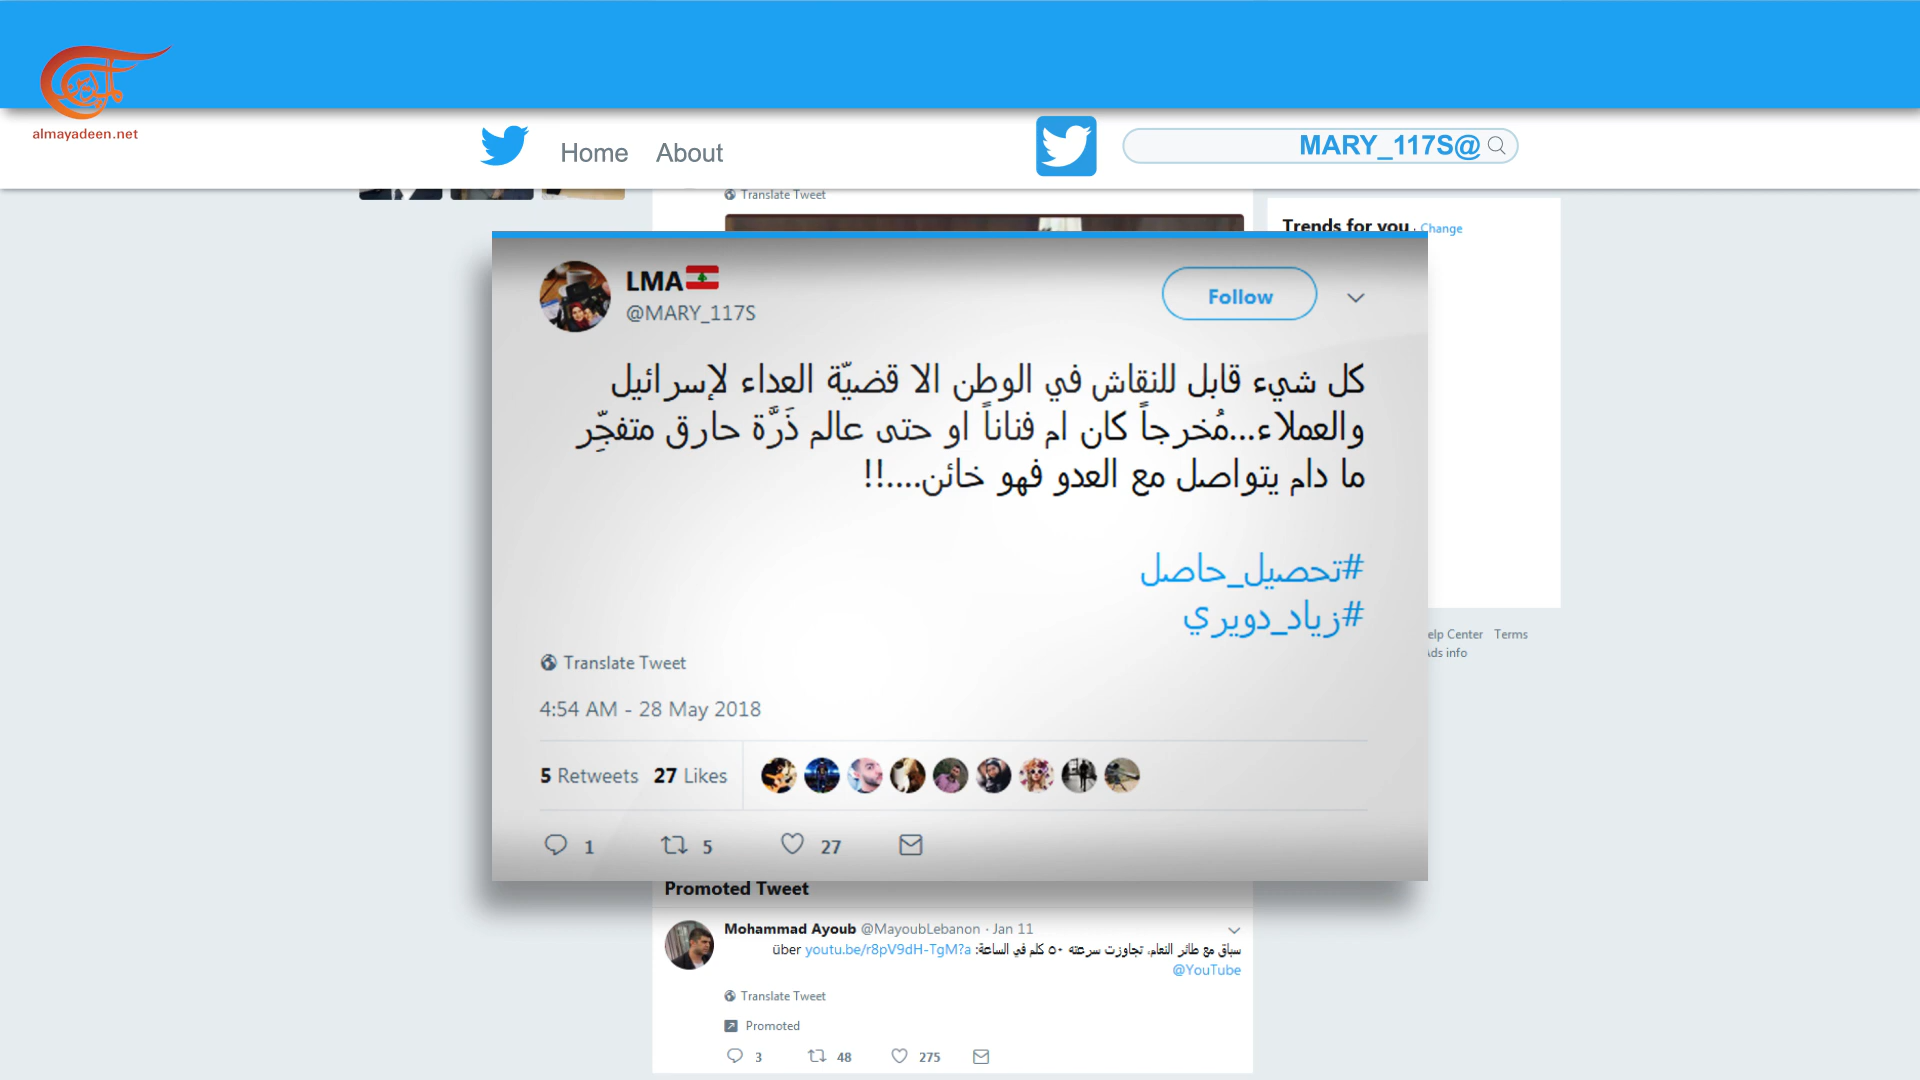 almayadeen.net
Home About
MARY_117S@
Translate Tweet
Trends for you · Change
LMA
@MARY_117S
Follow
كل شيء قابل للنقاش في الوطن الا قضيّة العداء لإسرائيل
والعملاء...مُخرجاً كان ام فناناً او حتى عالم ذَرَّة حارق متفجِّر
ما دام يتواصل مع العدو فهو خائن....!!
#تحصيل_حاصل
#زياد_دويري
Translate Tweet
4:54 AM - 28 May 2018
5 Retweets 27 Likes
1 5 27
elp Center Terms
Ads info
Promoted Tweet
Mohammad Ayoub @MayoubLebanon · Jan 11
سباق مع طائر النعام، تجاوزت سرعته ٥٠ كلم في الساعة: youtu.be/r8pV9dH-TgM?a über
@YouTube
Translate Tweet
Promoted
3 48 275